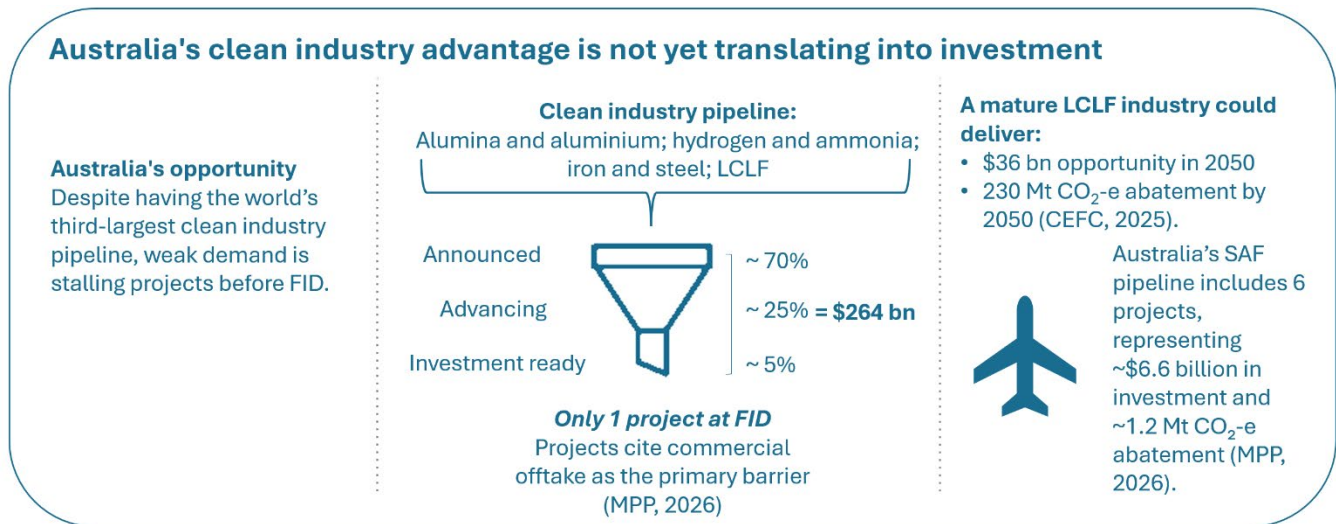 Australia's clean industry advantage is not yet translating into investment
Australia's opportunity
Despite having the world's
third-largest clean industry
pipeline, weak demand is
stalling projects before FID.
Clean industry pipeline:
Alumina and aluminium; hydrogen and ammonia;
iron and steel; LCLF
Announced
~ 70%
Advancing
~ 25% = $264 bn
Investment ready
~ 5%
Only 1 project at FID
Projects cite commercial
offtake as the primary barrier
(MPP, 2026)
A mature LCLF industry could
deliver:
• $36 bn opportunity in 2050
• 230 Mt CO₂-e abatement by
2050 (CEFC, 2025).
Australia's SAF
pipeline includes 6
projects,
representing
~$6.6 billion in
investment and
~1.2 Mt CO₂-e
abatement (MPP,
2026).